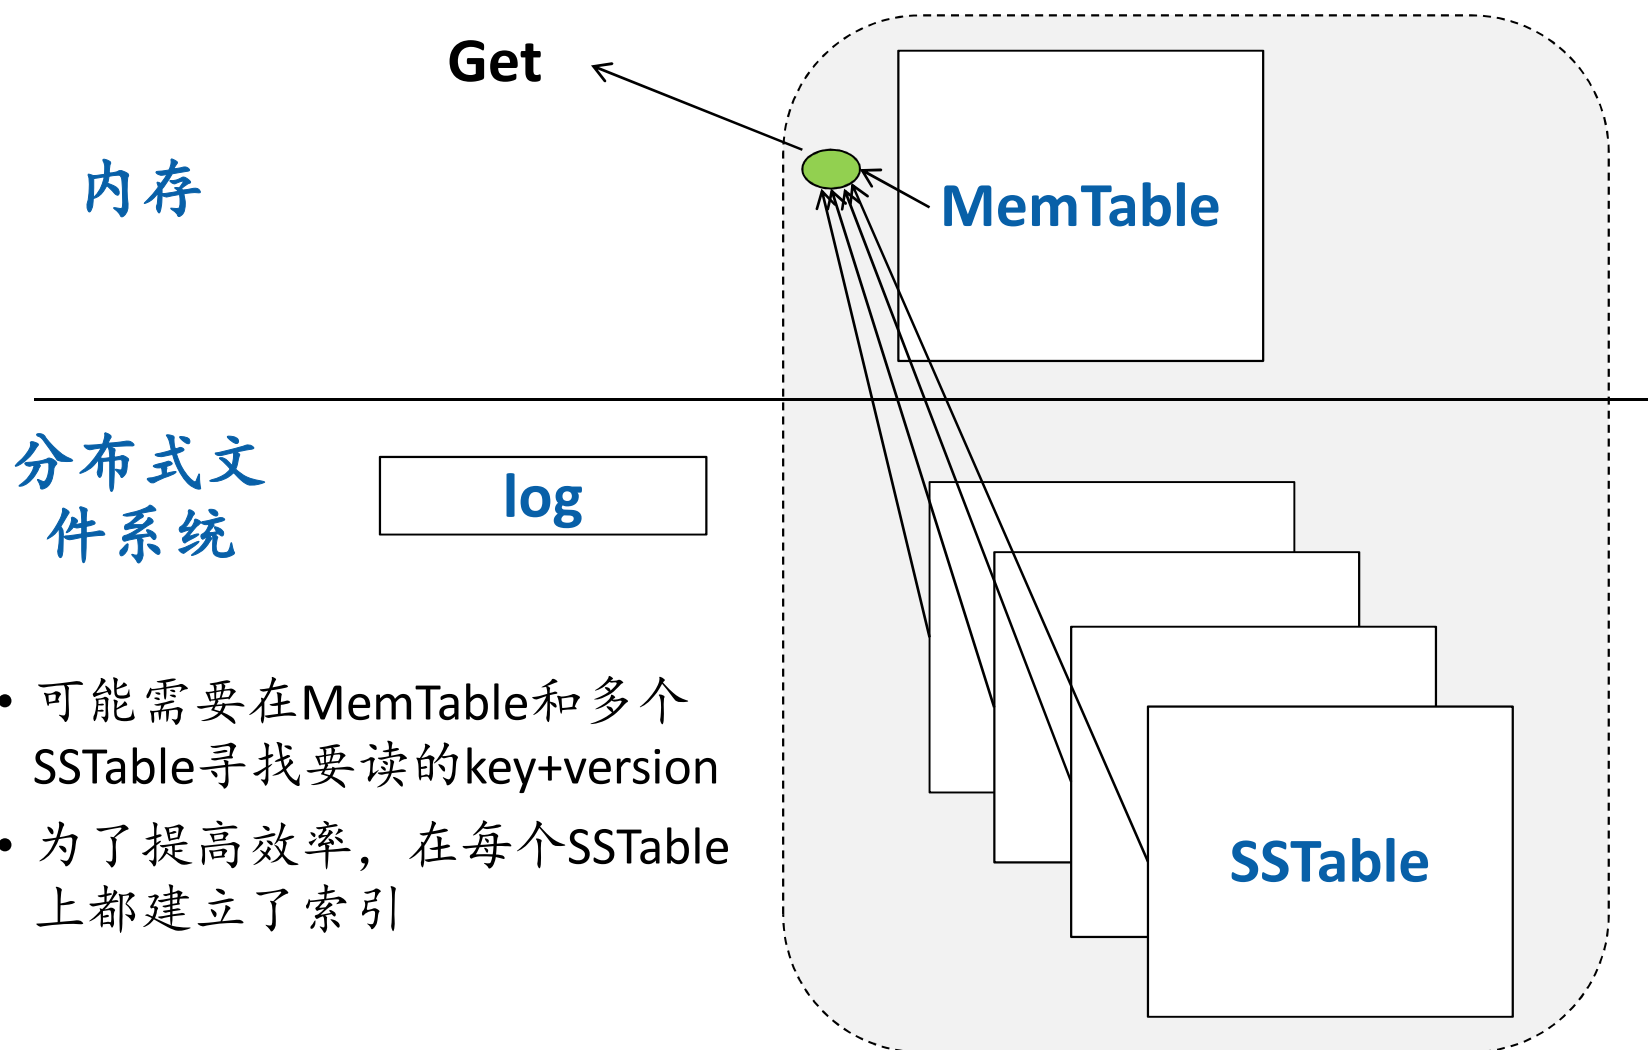 Get
内存
MemTable
分布式文
件系统
log
• 可能需要在MemTable和多个
SSTable寻找要读的key+version
• 为了提高效率，在每个SSTable
上都建立了索引
SSTable